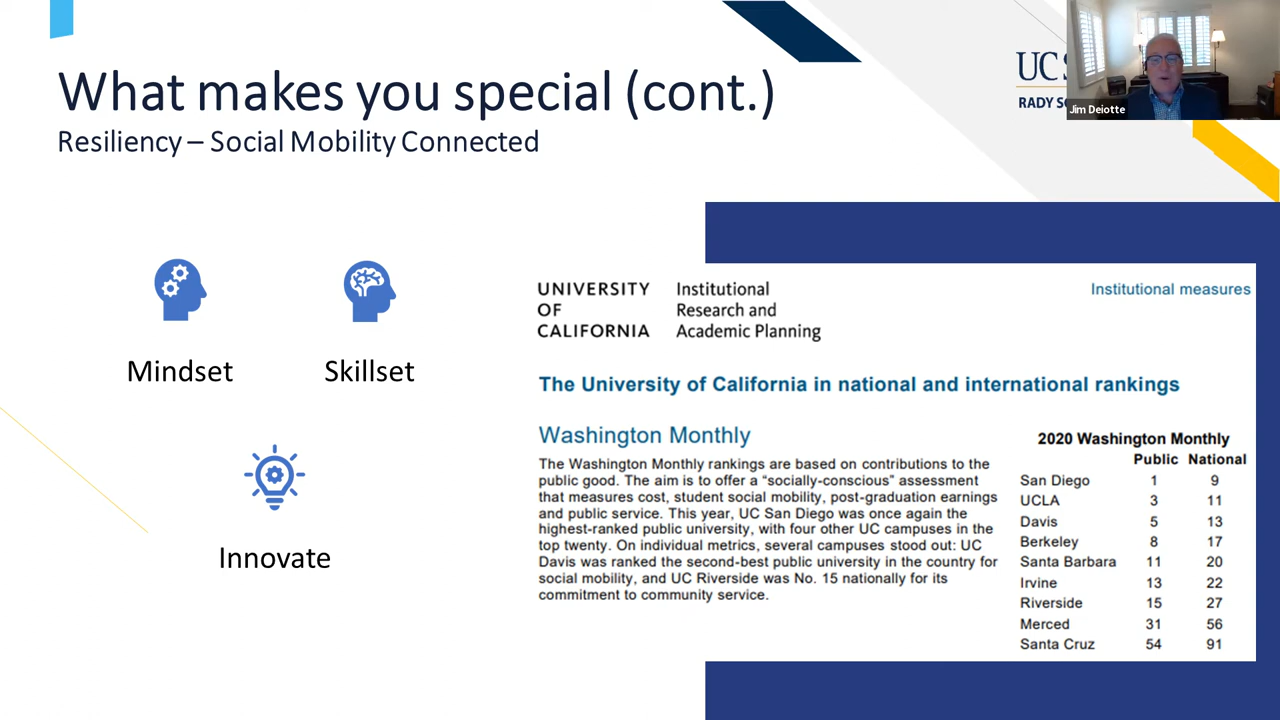 What makes you special (cont.)
Resiliency – Social Mobility Connected
UC
RADY
Jim Deiotte
Mindset
Skillset
Innovate
UNIVERSITY
OF
CALIFORNIA
Institutional
Research and
Academic Planning
Institutional measures
The University of California in national and international rankings
Washington Monthly
The Washington Monthly rankings are based on contributions to the
public good. The aim is to offer a “socially-conscious” assessment
that measures cost, student social mobility, post-graduation earnings
and public service. This year, UC San Diego was once again the
highest-ranked public university, with four other UC campuses in the
top twenty. On individual metrics, several campuses stood out: UC
Davis was ranked the second-best public university in the country for
social mobility, and UC Riverside was No. 15 nationally for its
commitment to community service.
2020 Washington Monthly
Public National
San Diego 1 9
UCLA 3 11
Davis 5 13
Berkeley 8 17
Santa Barbara 11 20
Irvine 13 22
Riverside 15 27
Merced 31 56
Santa Cruz 54 91